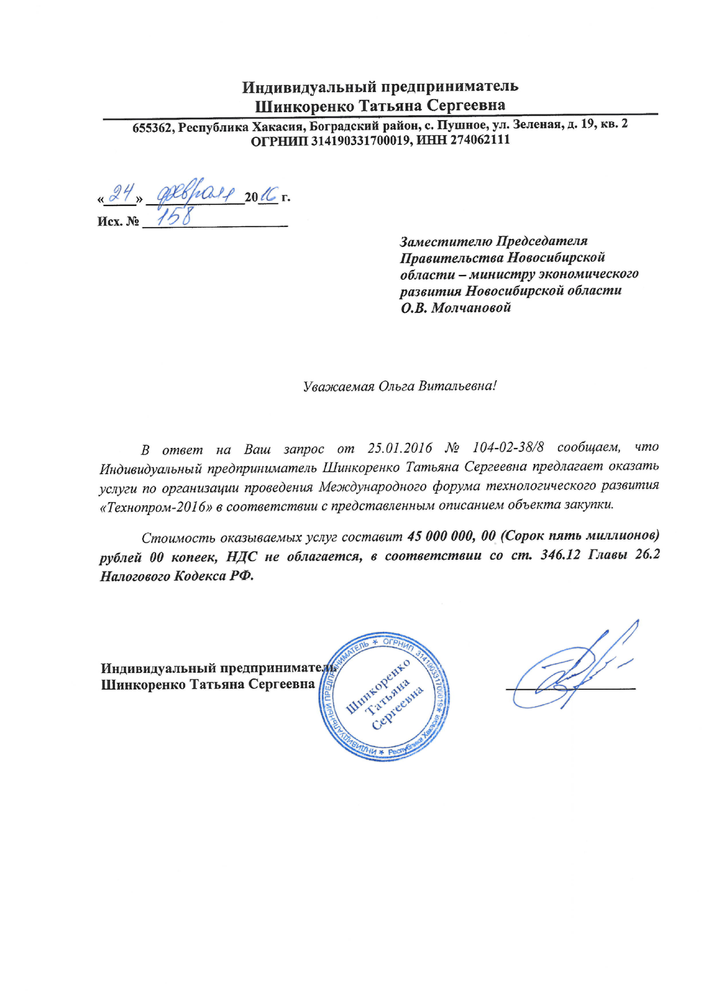 Индивидуальный предприниматель
Шинкоренко Татьяна Сергеевна
655362, Республика Хакасия, Боградский район, с. Пушное, ул. Зеленая, д. 19, кв. 2
ОГРНИП 314190331700019, ИНН 274062111
«24» февраля 2016 г.
Исх. № 158
Заместителю Председателя
Правительства Новосибирской
области – министру экономического
развития Новосибирской области
О.В. Молчановой
Уважаемая Ольга Витальевна!
В ответ на Ваш запрос от 25.01.2016 № 104-02-38/8 сообщаем, что
Индивидуальный предприниматель Шинкоренко Татьяна Сергеевна предлагает оказать
услуги по организации проведения Международного форума технологического развития
«Технопром-2016» в соответствии с представленным описанием объекта закупки.
Стоимость оказываемых услуг составит 45 000 000, 00 (Сорок пять миллионов)
рублей 00 копеек, НДС не облагается, в соответствии со ст. 346.12 Главы 26.2
Налогового Кодекса РФ.
Индивидуальный предприниматель
Шинкоренко Татьяна Сергеевна
ИНДИВИДУАЛЬНЫЙ ПРЕДПРИНИМАТЕЛЬ * ОГРНИП 314190331700019 * Республика Хакасия *
Шинкоренко
Татьяна
Сергеевна